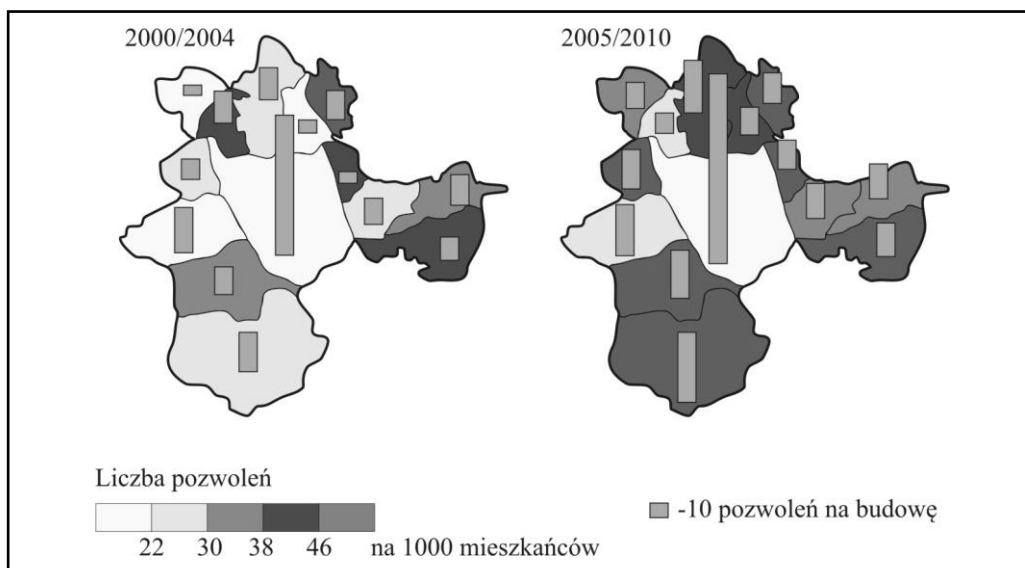 2000/2004
2005/2010
Liczba pozwoleń
22 30 38 46 na 1000 mieszkańców
-10 pozwoleń na budowę